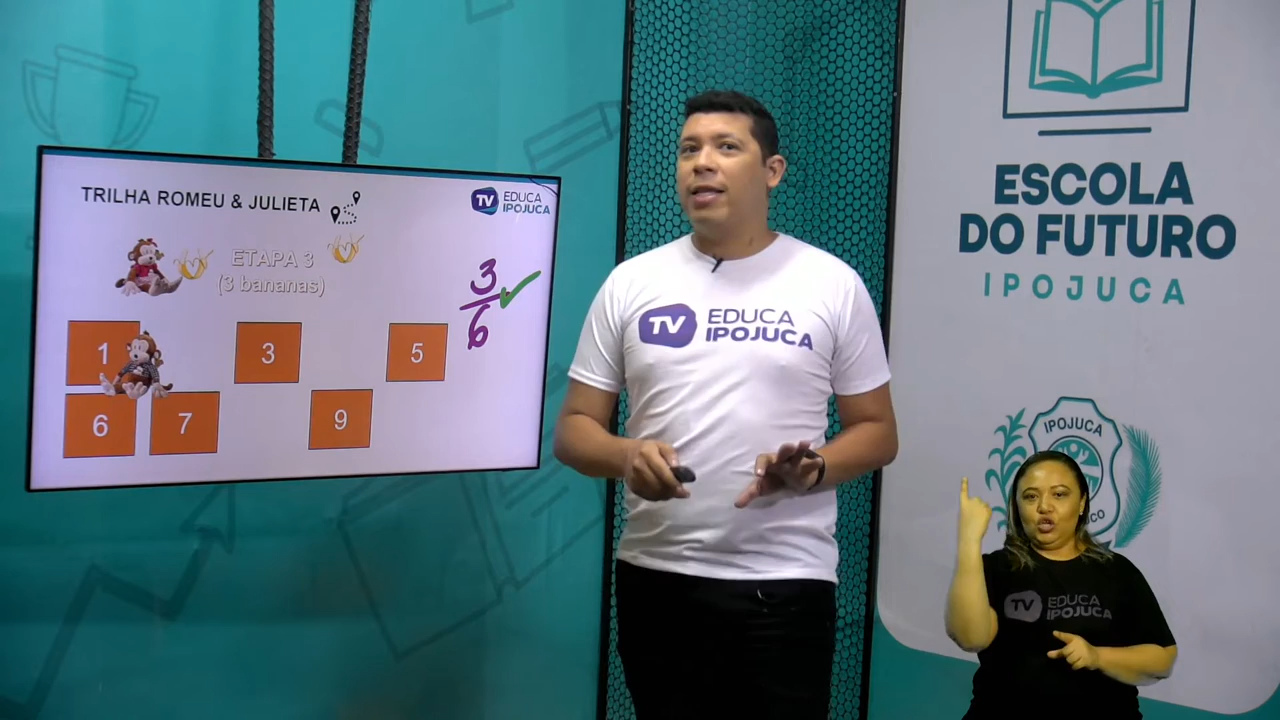 TRILHA ROMEU & JULIETA
TV EDUCA
IPOJUCA
ETAPA 3
(3 bananas)
3
6
1
3
5
6
7
9
TV EDUCA
IPOJUCA
ESCOLA
DO FUTURO
IPOJUCA
IPOJUCA
TV EDUCA
IPOJUCA